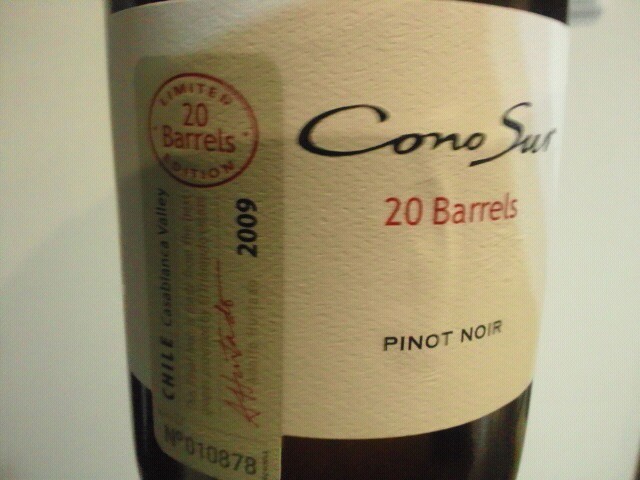 LIMITED
20
Barrels
EDITION
Cono Sur
20 Barrels
PINOT NOIR
2009
CHILE Casablanca Valley
Nº010878